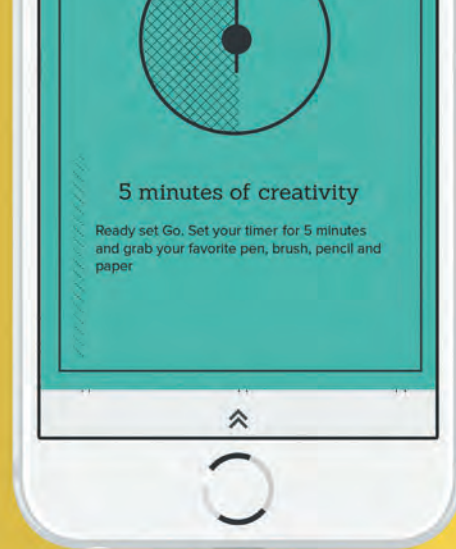 5 minutes of creativity
Ready set Go. Set your timer for 5 minutes
and grab your favorite pen, brush, pencil and
paper